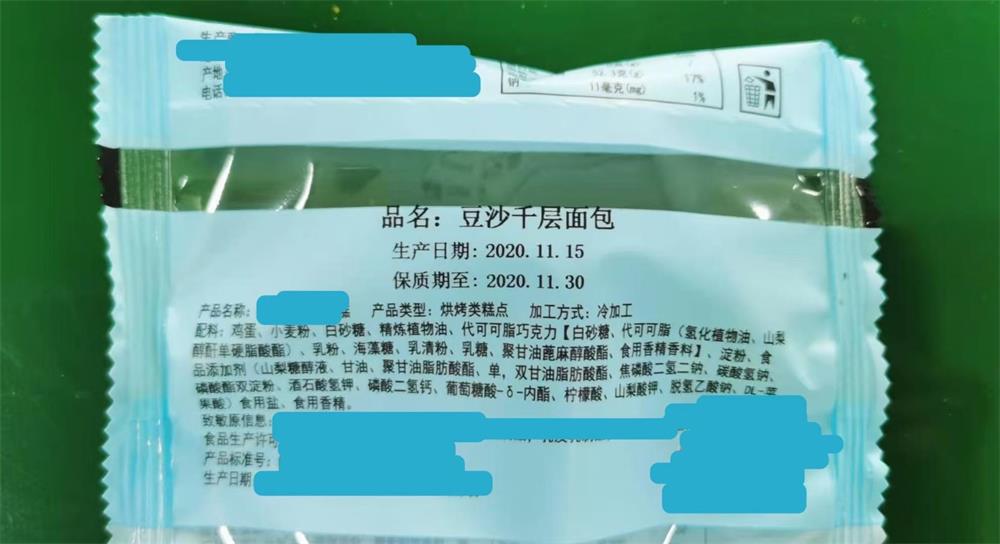 生产商
产地
电话
52.3克(g) 17%
钠 11毫克(mg) 1%
品名：豆沙千层面包
生产日期：2020.11.15
保质期至：2020.11.30
产品名称： 产品类型：烘烤类糕点 加工方式：冷加工
配料：鸡蛋、小麦粉、白砂糖、精炼植物油、代可可脂巧克力【白砂糖、代可可脂（氢化植物油、山梨
醇酐单硬脂酸酯）、乳粉、海藻糖、乳清粉、乳糖、聚甘油蓖麻醇酸酯、食用香精香料】、淀粉、食
品添加剂（山梨糖醇液、甘油、聚甘油脂肪酸酯、单，双甘油脂肪酸酯、焦磷酸二氢二钠、碳酸氢钠、
磷酸酯双淀粉、酒石酸氢钾、磷酸二氢钙、葡萄糖酸-δ-内酯、柠檬酸、山梨酸钾、脱氢乙酸钠、DL-苹
果酸）食用盐、食用香精。
致敏原信息：
食品生产许可
产品标准号：
生产日期